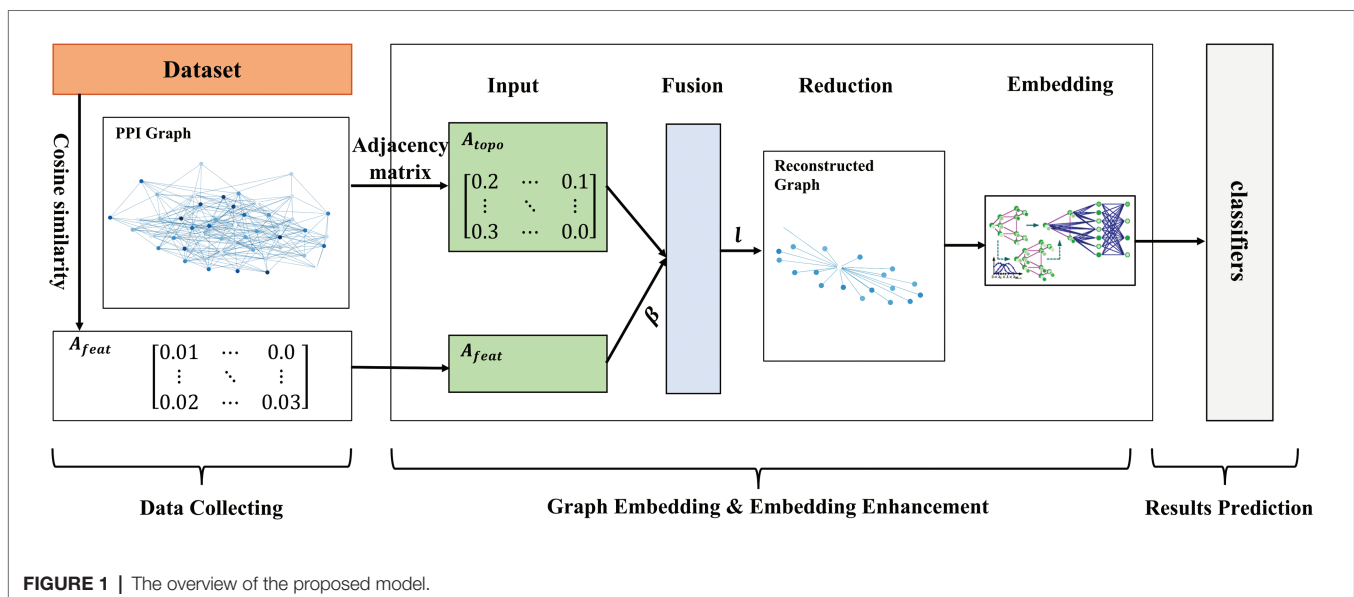 Dataset
Cosine similarity
PPI Graph
Adjacency
matrix
A_feat
[0.01 ⋯ 0.0
⋮ ⋱ ⋮
0.02 ⋯ 0.03]
Input
Fusion
Reduction
Embedding
A_topo
[0.2 ⋯ 0.1
⋮ ⋱ ⋮
0.3 ⋯ 0.0]
A_feat
β
l
Reconstructed
Graph
classifiers
Data Collecting
Graph Embedding & Embedding Enhancement
Results Prediction
FIGURE 1 | The overview of the proposed model.